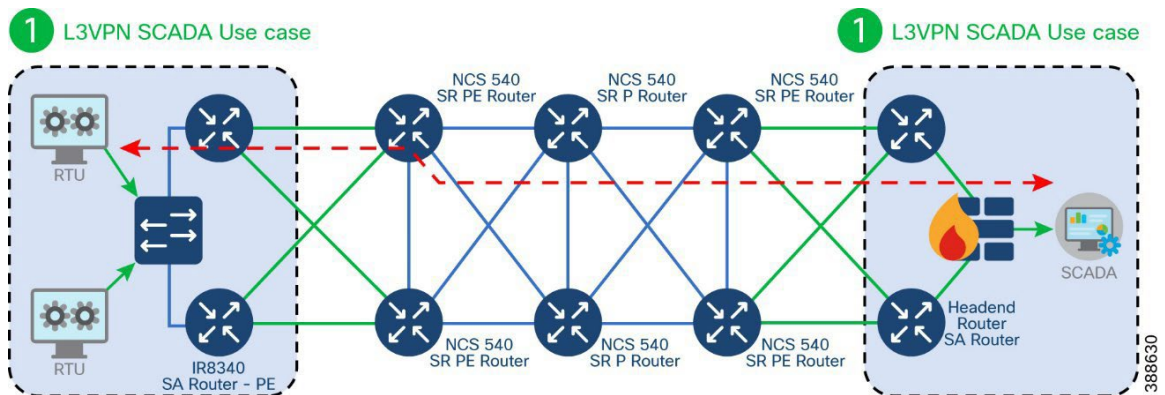 1 L3VPN SCADA Use case
1 L3VPN SCADA Use case
NCS 540
SR PE Router
NCS 540
SR P Router
NCS 540
SR PE Router
RTU
RTU
IR8340
SA Router - PE
NCS 540
SR PE Router
NCS 540
SR P Router
NCS 540
SR PE Router
Headend
Router
SA Router
SCADA
388630